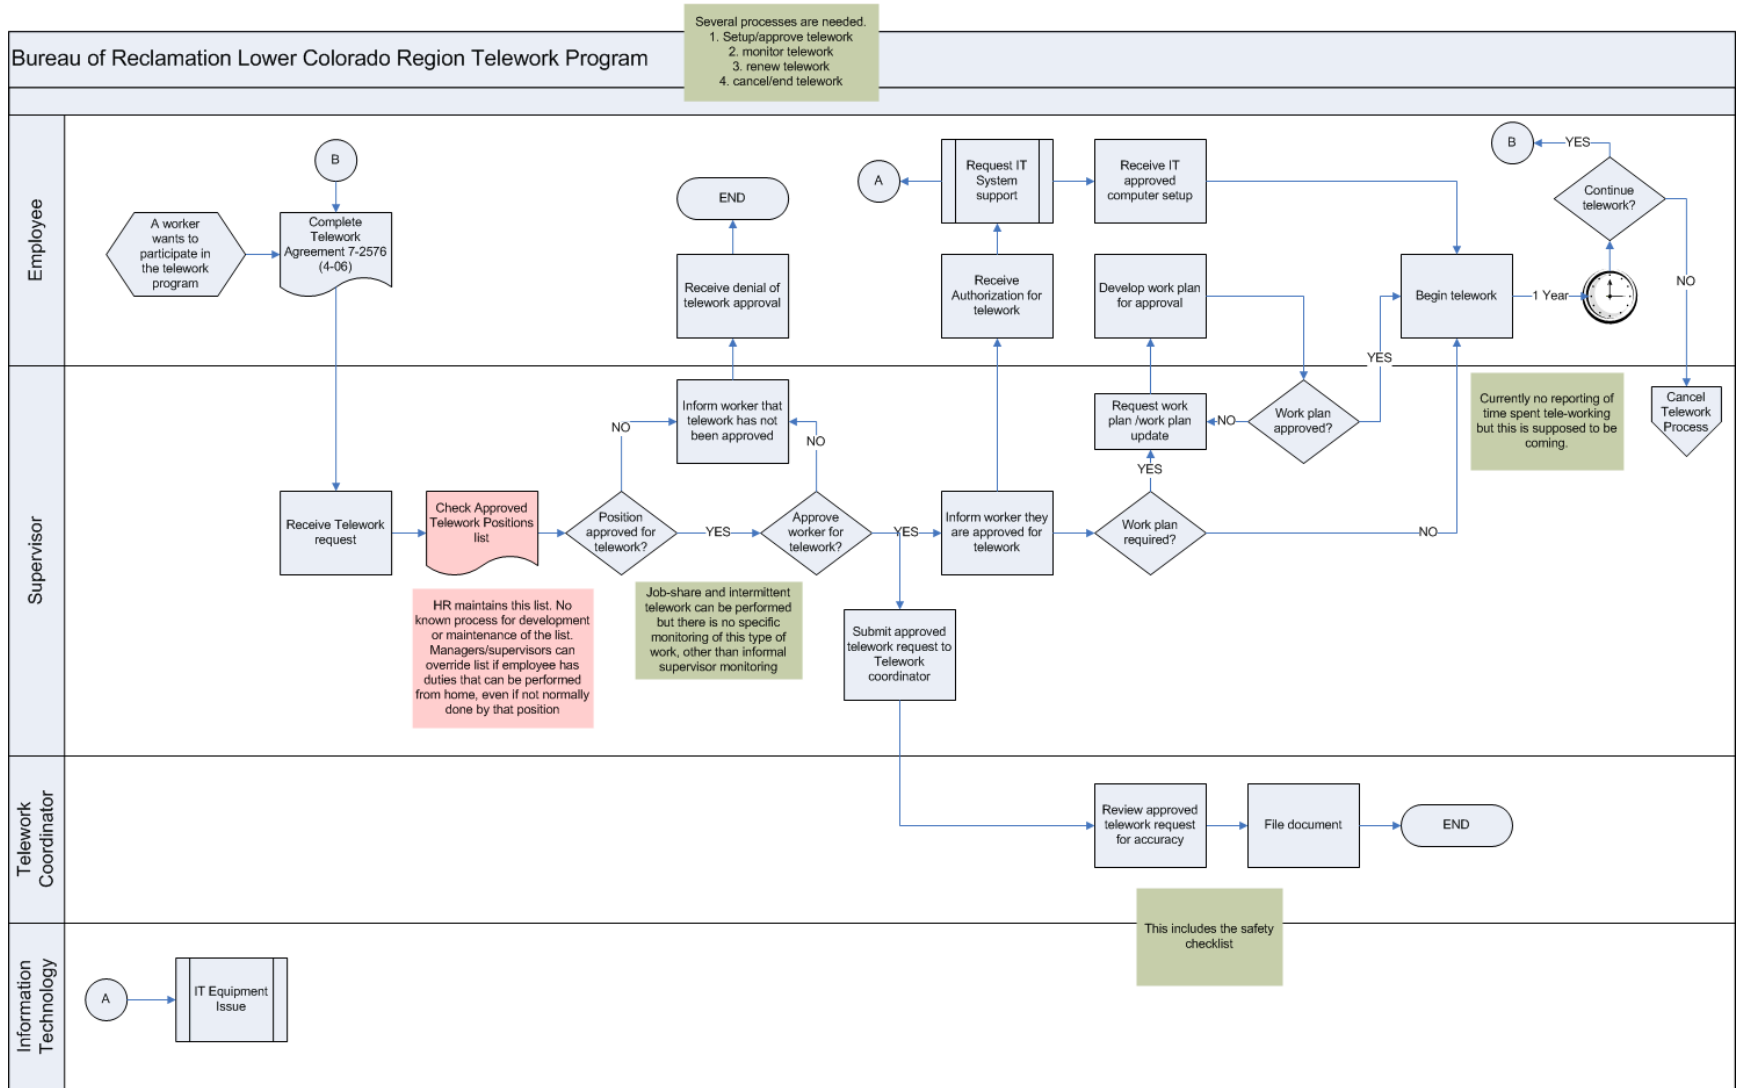 Several processes are needed.
1. Setup/approve telework
2. monitor telework
3. renew telework
4. cancel/end telework
Bureau of Reclamation Lower Colorado Region Telework Program
Employee
B
A worker
wants to
participate in
the telework
program
Complete
Telework
Agreement 7-2576
(4-06)
END
Receive denial of
telework approval
A
Request IT
System
support
Receive IT
approved
computer setup
Receive
Authorization for
telework
Develop work plan
for approval
Begin telework
1 Year
B
YES
Continue
telework?
NO
YES
Supervisor
Inform worker that
telework has not
been approved
NO
NO
Request work
plan /work plan
update
NO
Work plan
approved?
YES
Currently no reporting of
time spent tele-working
but this is supposed to be
coming.
Cancel
Telework
Process
Receive Telework
request
Check Approved
Telework Positions
list
Position
approved for
telework?
YES
Approve
worker for
telework?
YES
Inform worker they
are approved for
telework
Work plan
required?
NO
HR maintains this list. No
known process for development
or maintenance of the list.
Managers/supervisors can
override list if employee has
duties that can be performed
from home, even if not normally
done by that position
Job-share and intermittent
telework can be performed
but there is no specific
monitoring of this type of
work, other than informal
supervisor monitoring
Submit approved
telework request to
Telework
coordinator
Telework
Coordinator
Review approved
telework request
for accuracy
File document
END
This includes the safety
checklist
Information
Technology
A
IT Equipment
Issue